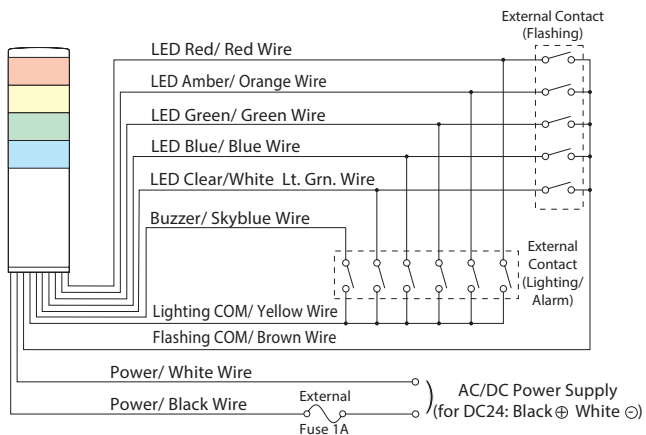 External Contact
(Flashing)
LED Red/ Red Wire
LED Amber/ Orange Wire
LED Green/ Green Wire
LED Blue/ Blue Wire
LED Clear/White Lt. Grn. Wire
Buzzer/ Skyblue Wire
External
Contact
(Lighting/
Alarm)
Lighting COM/ Yellow Wire
Flashing COM/ Brown Wire
Power/ White Wire
Power/ Black Wire
External
Fuse 1A
AC/DC Power Supply
(for DC24: Black ⊕ White ⊖)